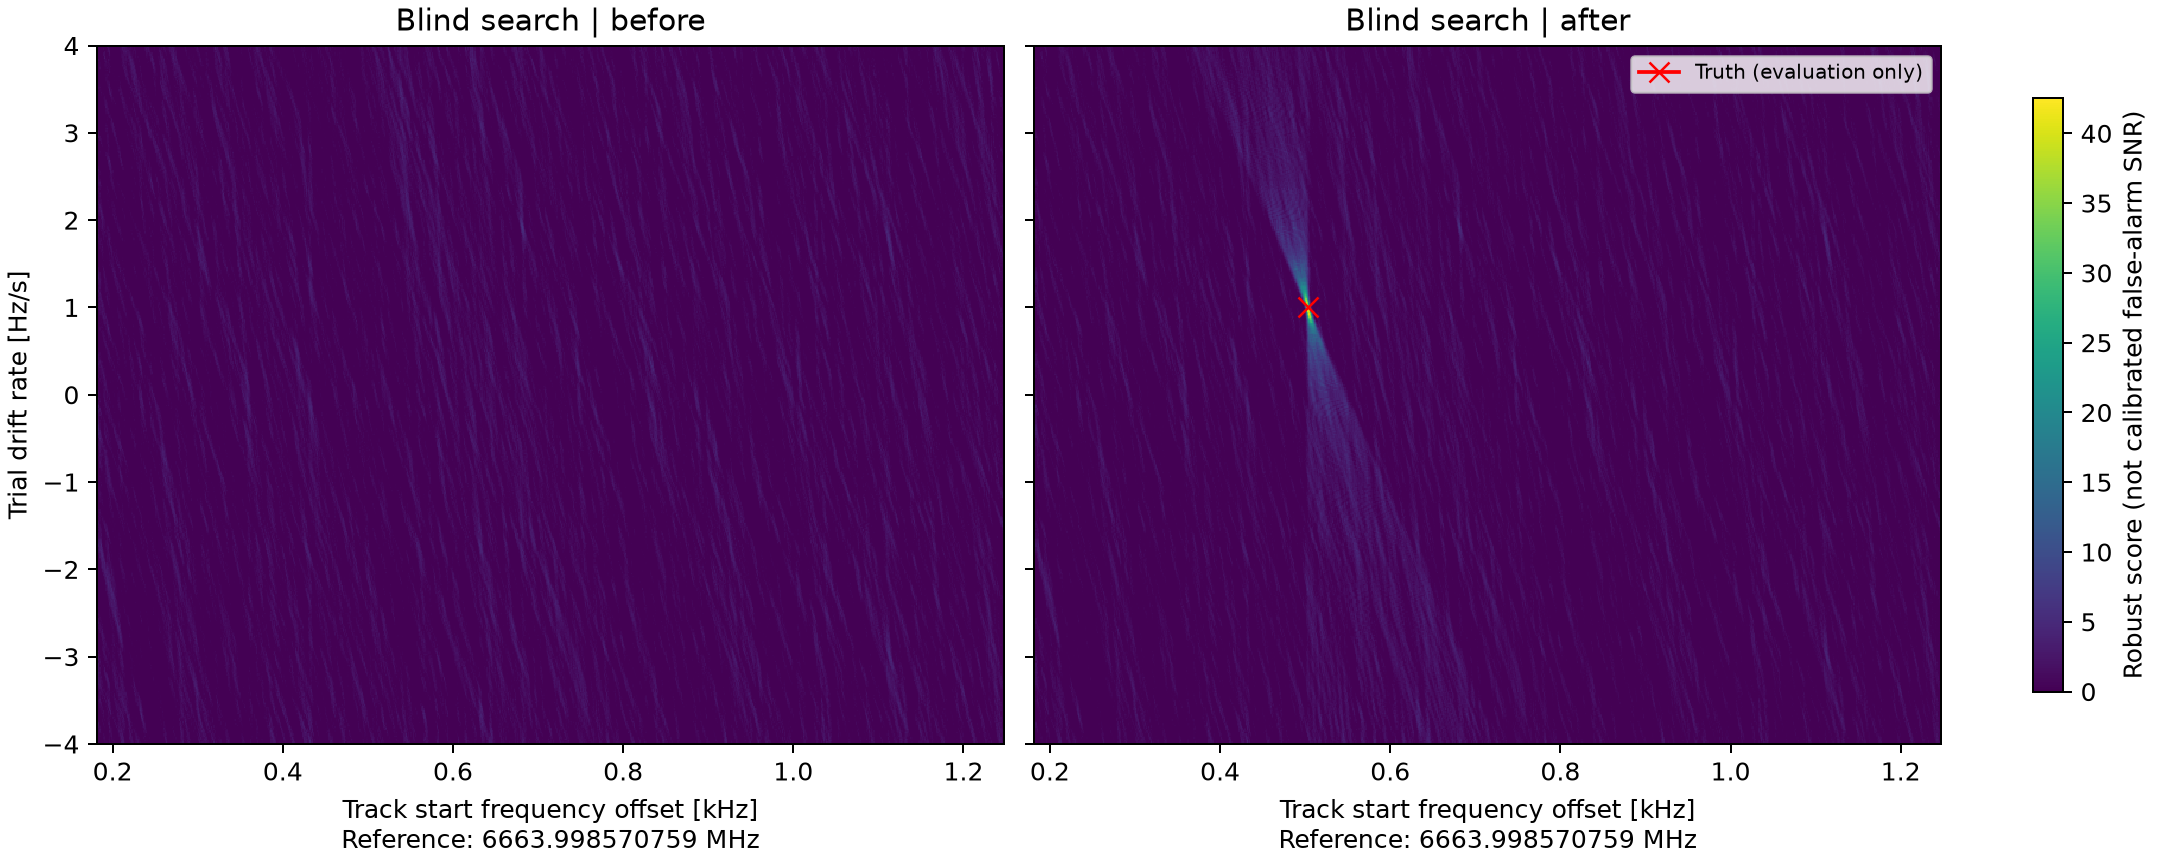 Blind search | before
Blind search | after
Truth (evaluation only)
Trial drift rate [Hz/s]
4
3
2
1
0
−1
−2
−3
−4
0.2 0.4 0.6 0.8 1.0 1.2
Track start frequency offset [kHz]
Reference: 6663.998570759 MHz
0.2 0.4 0.6 0.8 1.0 1.2
Track start frequency offset [kHz]
Reference: 6663.998570759 MHz
40
35
30
25
20
15
10
5
0
Robust score (not calibrated false-alarm SNR)